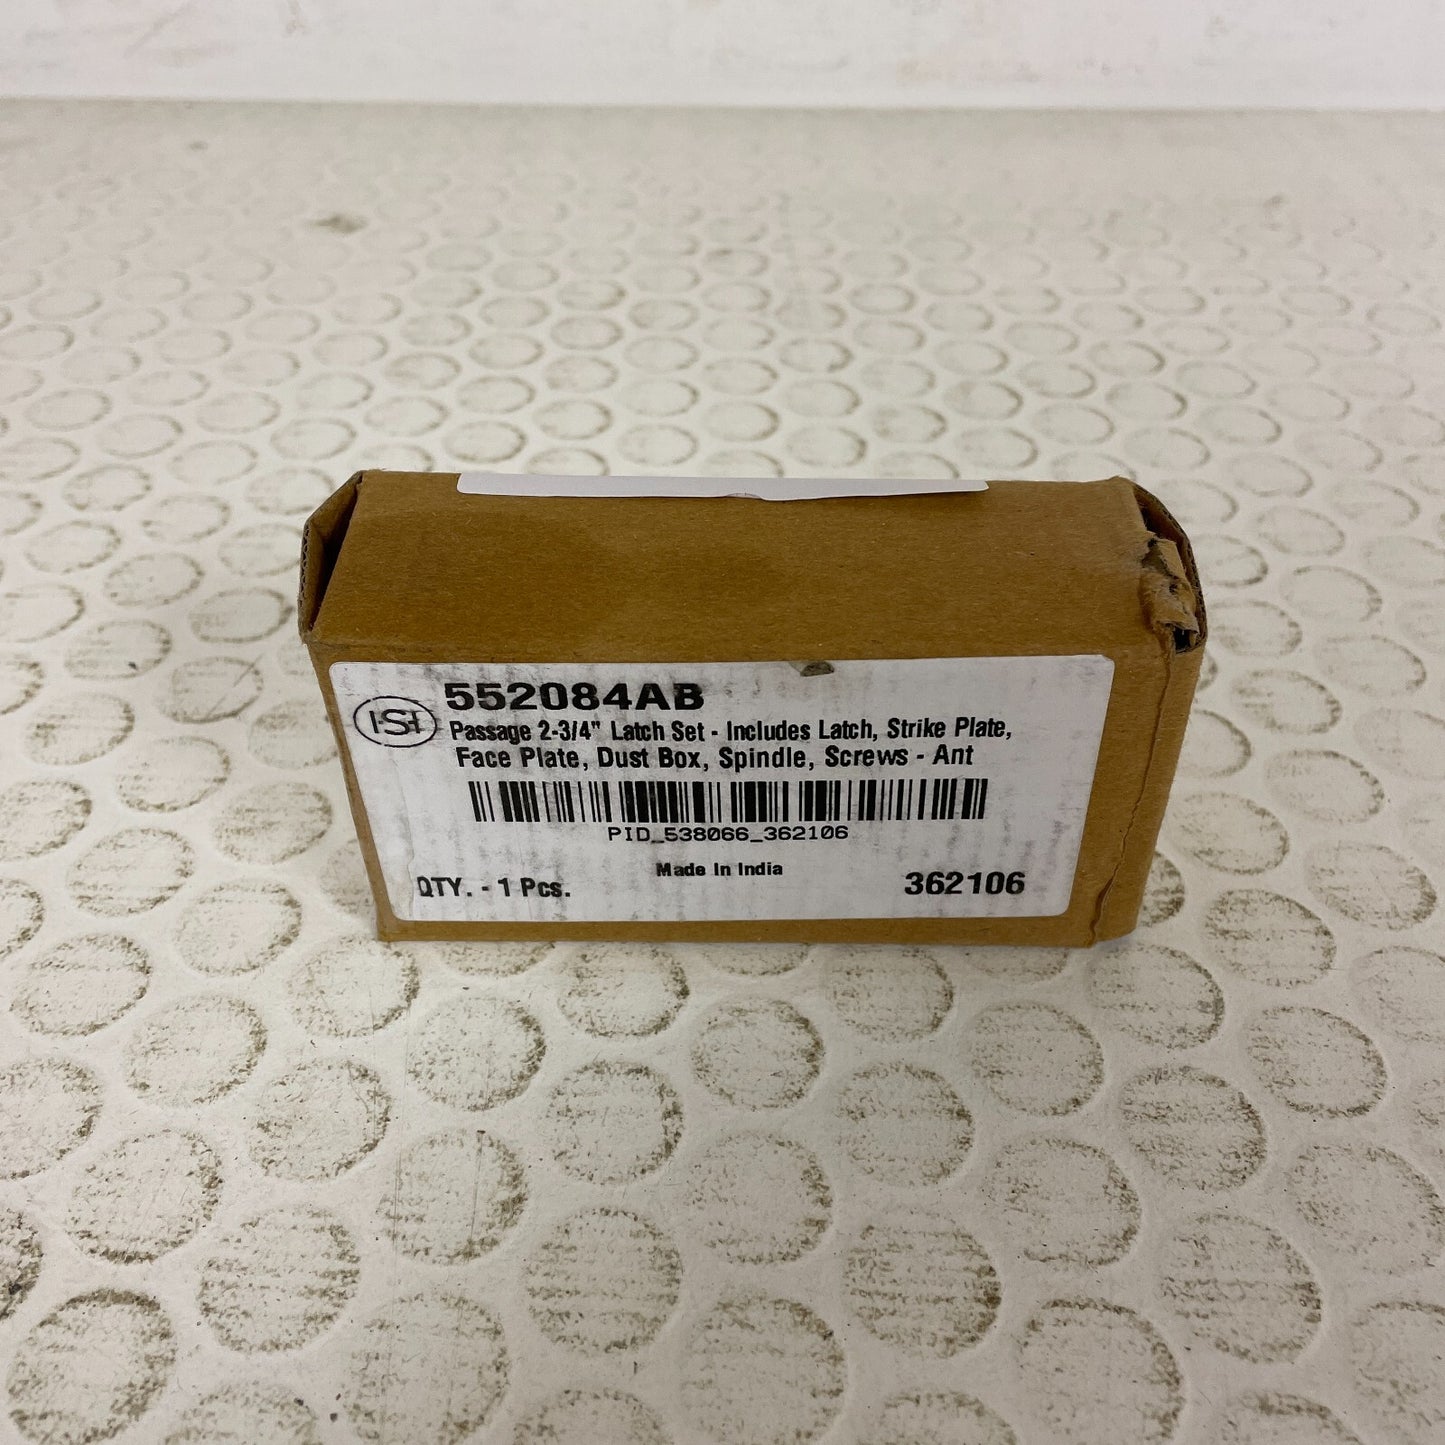 552084AB
Passage 2-3/4" Latch Set - Includes Latch, Strike Plate,
Face Plate, Dust Box, Spindle, Screws - Ant
PID_538066_362106
Made In India
QTY. - 1 Pcs.
362106